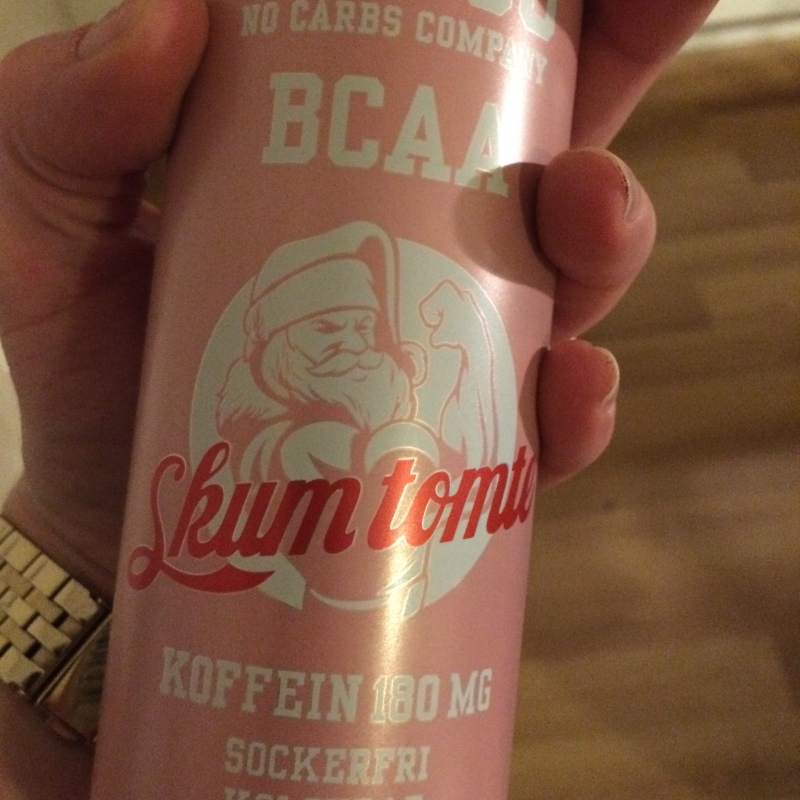 NO CARBS COMPANY
BCAA
Skumtomte
KOFFEIN 180 MG
SOCKERFRI